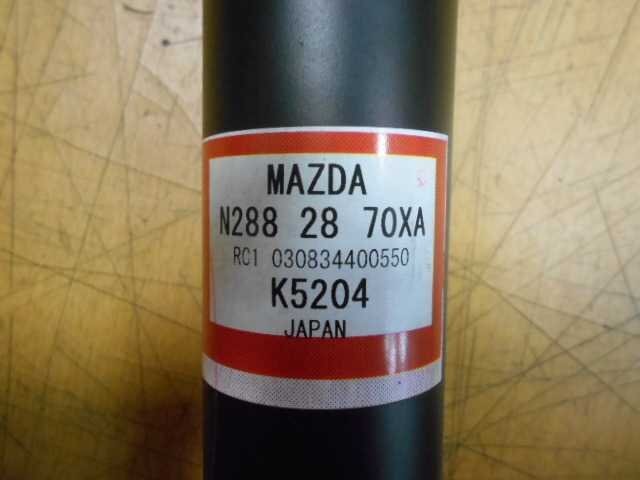 MAZDA
N288 28 70XA
RC1 030834400550
K5204
JAPAN